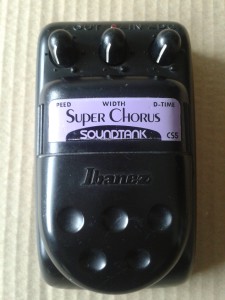 PEED WIDTH D-TIME
SUPER CHORUS
SOUNDTANK CS5
Ibanez